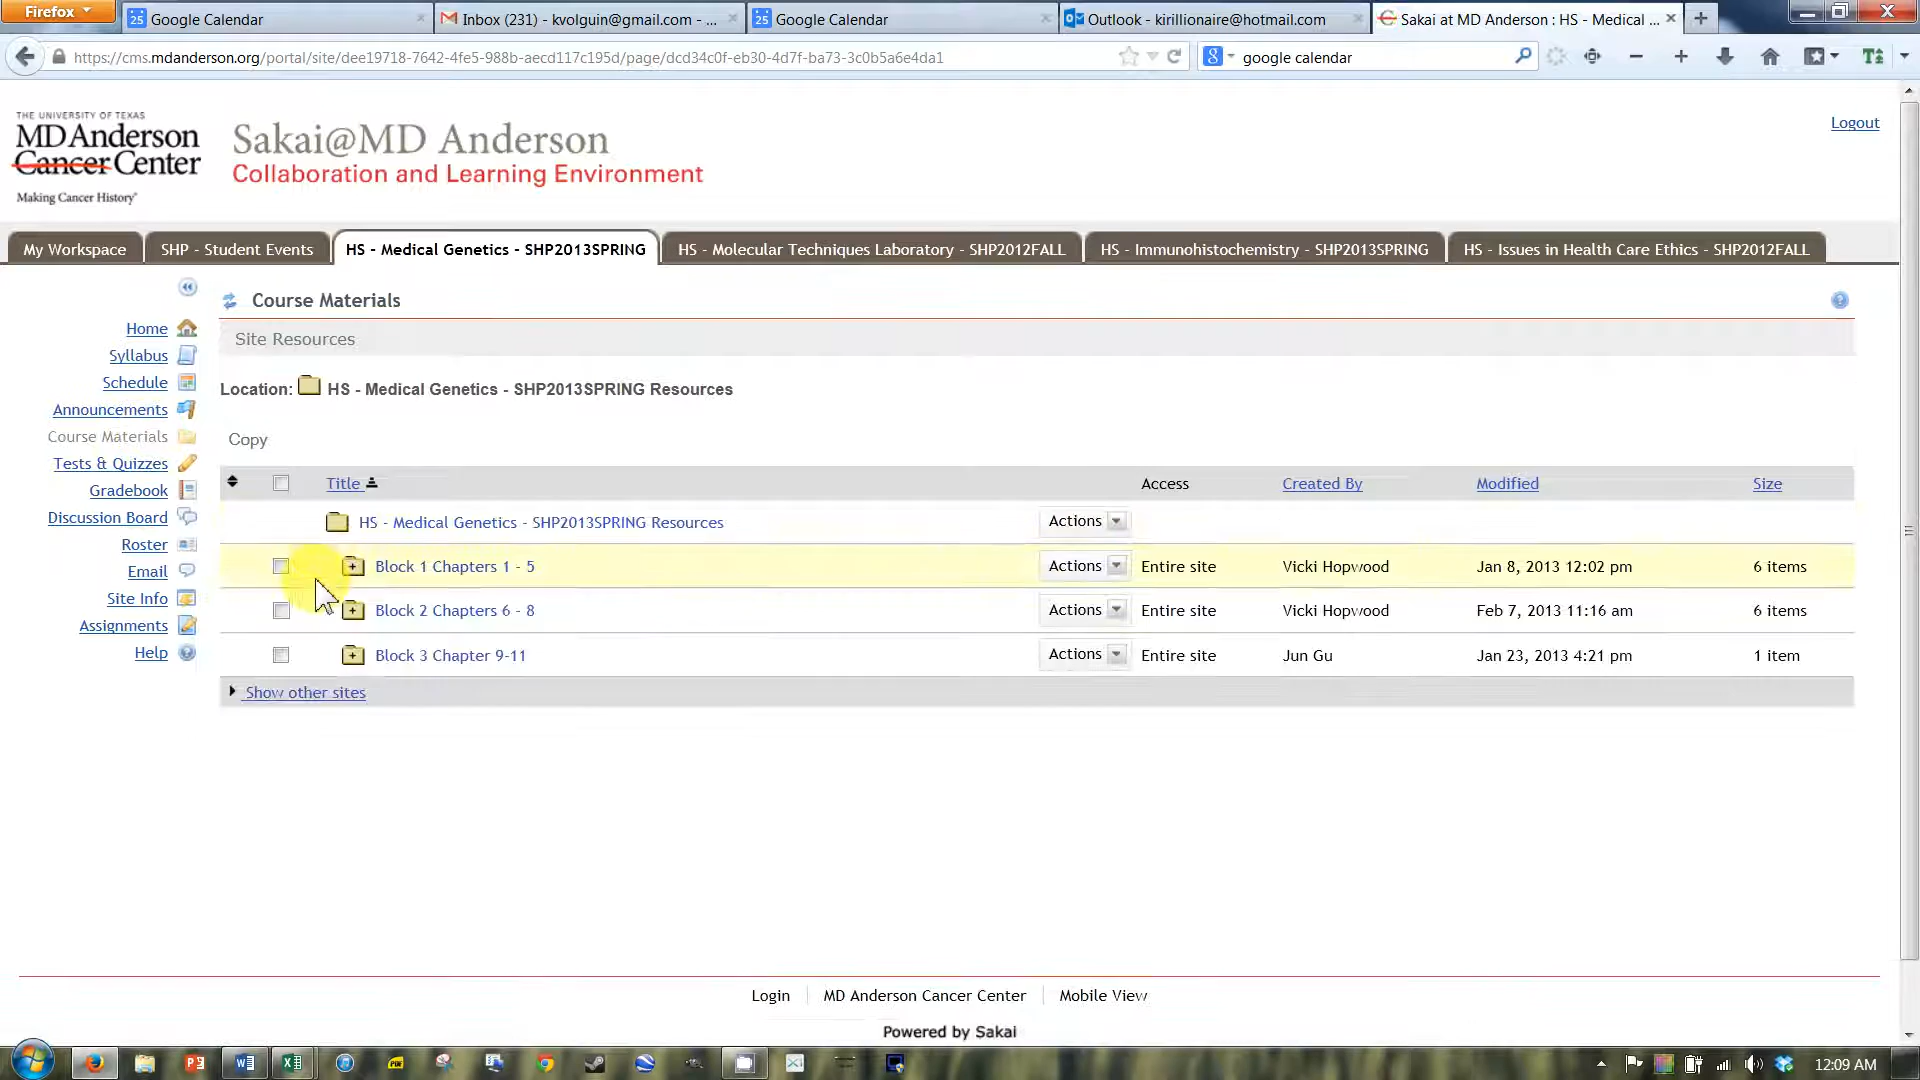 Firefox
25 Google Calendar
Inbox (231) - kvolguin@gmail.com - ...
25 Google Calendar
Outlook - kirillionaire@hotmail.com
Sakai at MD Anderson : HS - Medical ...
https://cms.mdanderson.org/portal/site/dee19718-7642-4fe5-988b-aecd117c195d/page/dcd34c0f-eb30-4d7f-ba73-3c0b5a6e4da1
google calendar
THE UNIVERSITY OF TEXAS
MD Anderson
Cancer Center
Making Cancer History®
Sakai@MD Anderson
Collaboration and Learning Environment
Logout
My Workspace
SHP - Student Events
HS - Medical Genetics - SHP2013SPRING
HS - Molecular Techniques Laboratory - SHP2012FALL
HS - Immunohistochemistry - SHP2013SPRING
HS - Issues in Health Care Ethics - SHP2012FALL
Home
Syllabus
Schedule
Announcements
Course Materials
Tests & Quizzes
Gradebook
Discussion Board
Roster
Email
Site Info
Assignments
Help
Course Materials
Site Resources
Location: HS - Medical Genetics - SHP2013SPRING Resources
Copy
Title Access Created By Modified Size
HS - Medical Genetics - SHP2013SPRING Resources Actions
Block 1 Chapters 1 - 5 Actions Entire site Vicki Hopwood Jan 8, 2013 12:02 pm 6 items
Block 2 Chapters 6 - 8 Actions Entire site Vicki Hopwood Feb 7, 2013 11:16 am 6 items
Block 3 Chapter 9-11 Actions Entire site Jun Gu Jan 23, 2013 4:21 pm 1 item
Show other sites
Login MD Anderson Cancer Center Mobile View
Powered by Sakai
12:09 AM